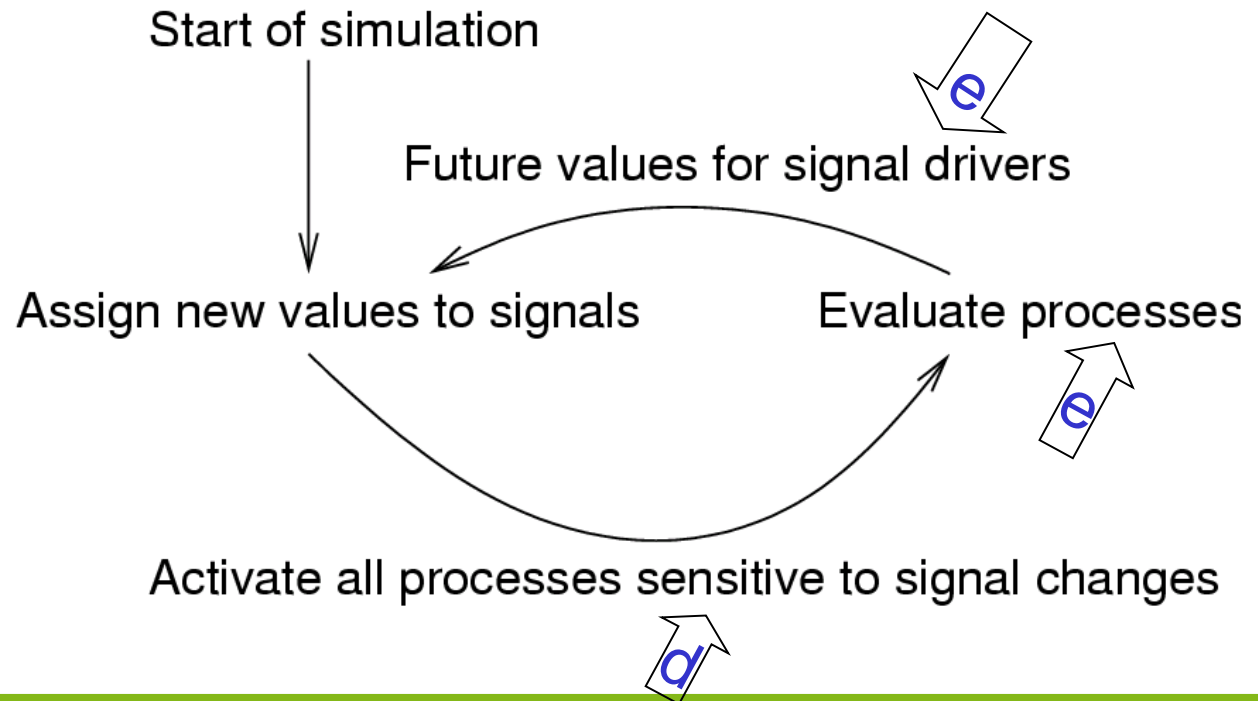 Start of simulation
e
Future values for signal drivers
Assign new values to signals
Evaluate processes
e
Activate all processes sensitive to signal changes
d